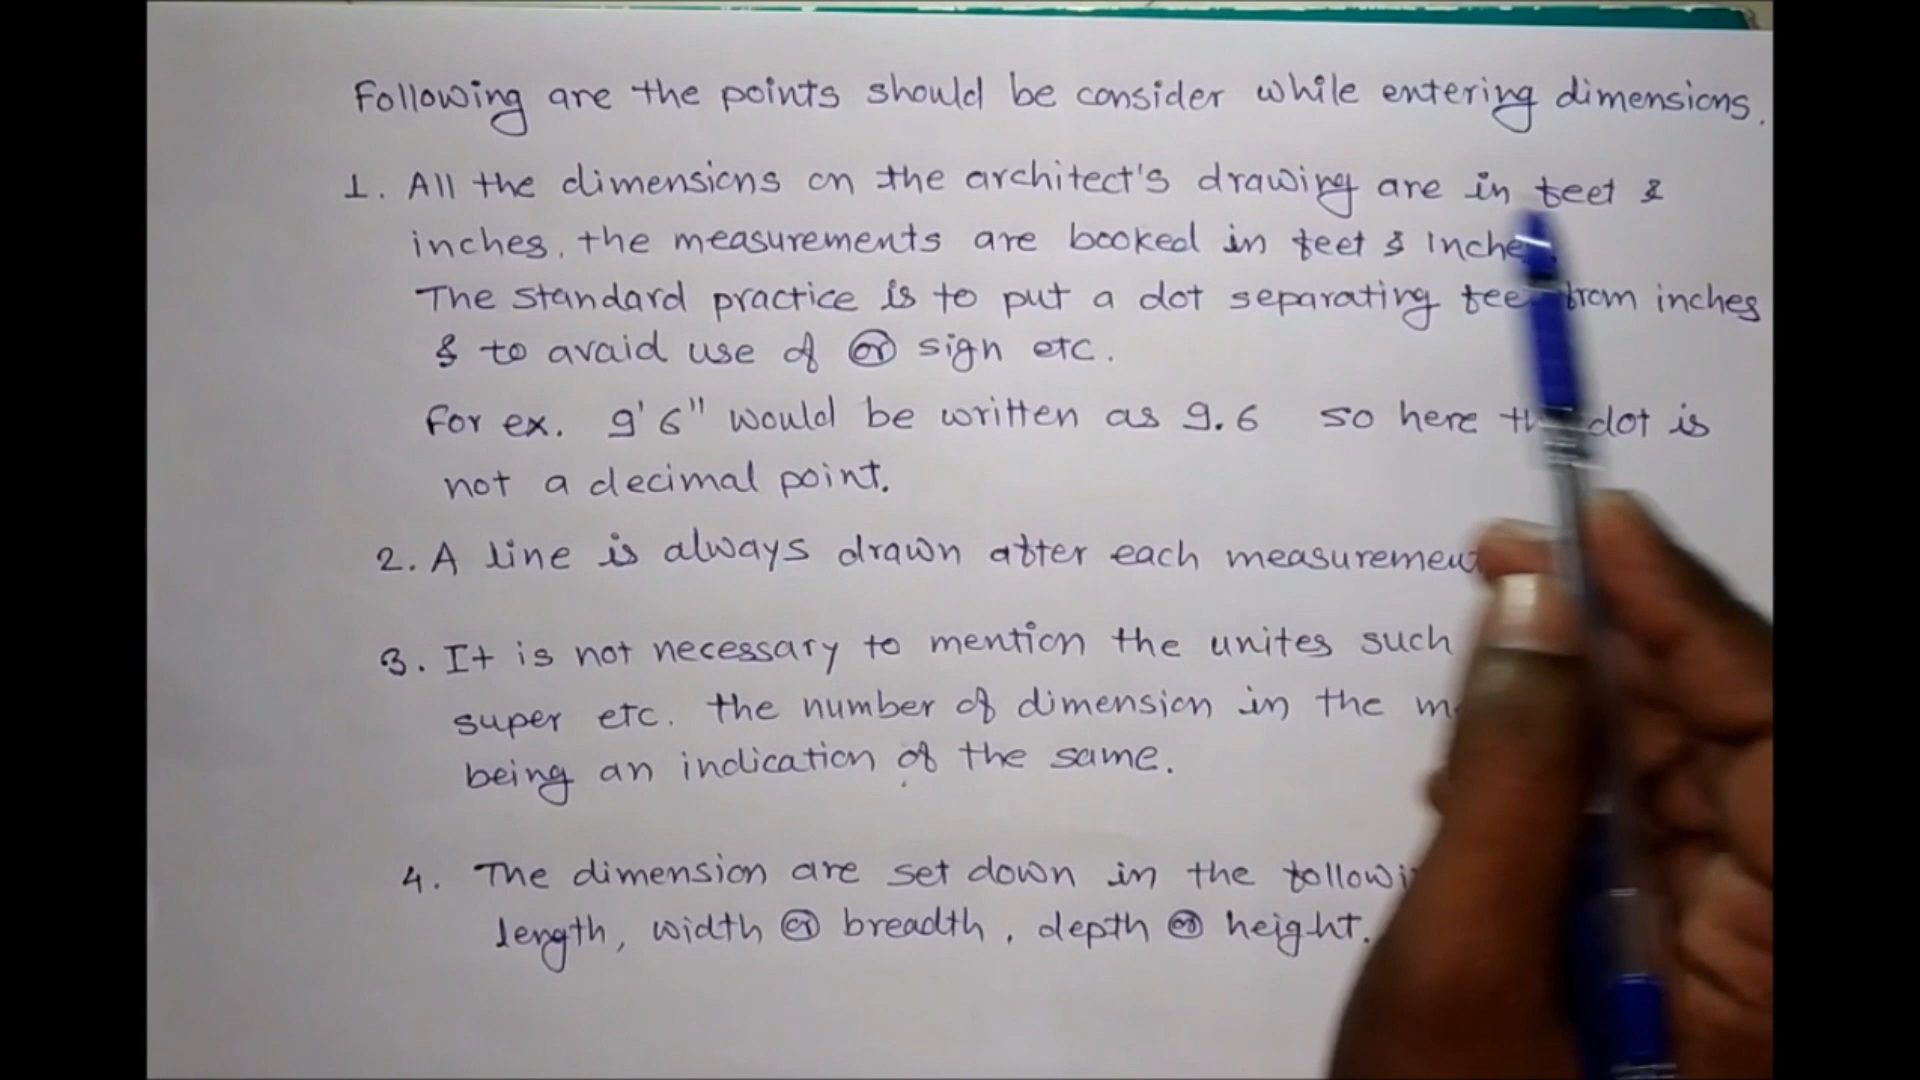 Following are the points should be consider while entering dimensions.
1. All the dimensions on the architect's drawing are in feet &
inches, the measurements are booked in feet & Inche
The standard practice is to put a dot separating fee from inches
& to avaid use of or sign etc.
For ex. 9'6" would be written as 9.6 so here dot is
not a decimal point.
2. A line is always drawn after each measurement
3. It is not necessary to mention the unites such
super etc. the number of dimension in the
being an indication of the same.
4. The dimension are set down in the
length, width or breadth, depth or height.